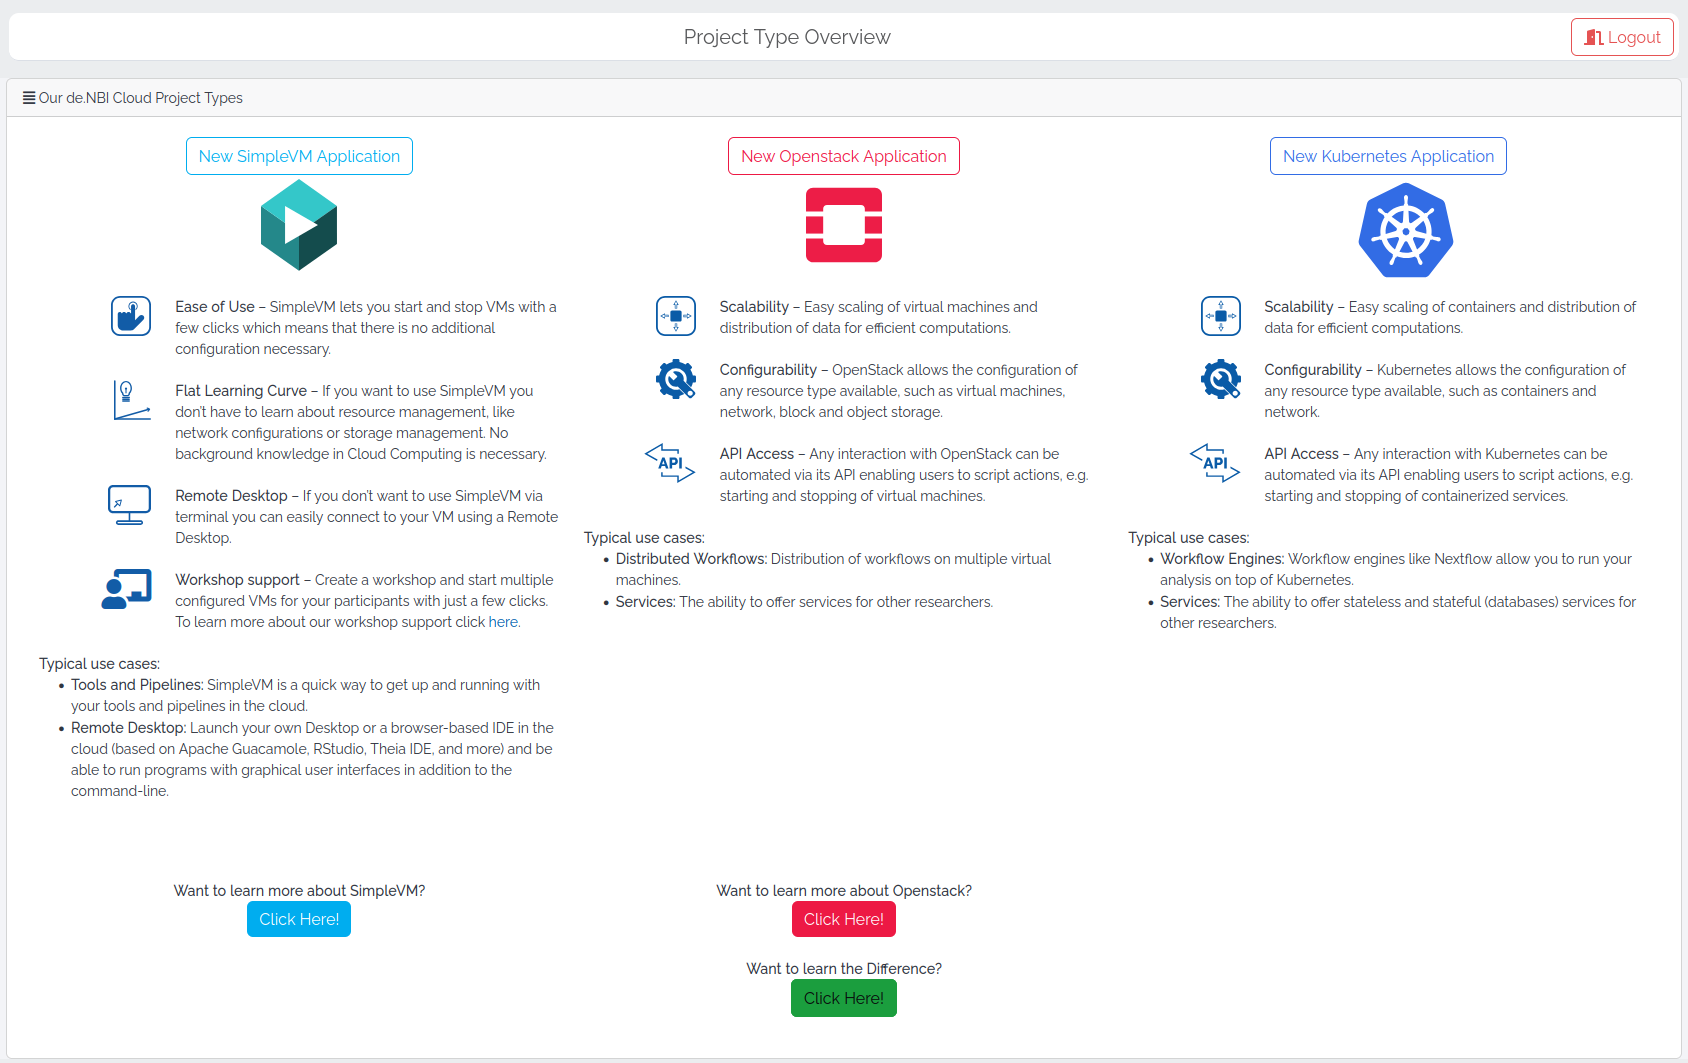 Project Type Overview
Logout
Our de.NBI Cloud Project Types
New SimpleVM Application
Ease of Use – SimpleVM lets you start and stop VMs with a
few clicks which means that there is no additional
configuration necessary.
Flat Learning Curve – If you want to use SimpleVM you
don't have to learn about resource management, like
network configurations or storage management. No
background knowledge in Cloud Computing is necessary.
Remote Desktop – If you don't want to use SimpleVM via
terminal you can easily connect to your VM using a Remote
Desktop.
Workshop support – Create a workshop and start multiple
configured VMs for your participants with just a few clicks.
To learn more about our workshop support click here.
Typical use cases:
• Tools and Pipelines: SimpleVM is a quick way to get up and running with
your tools and pipelines in the cloud.
• Remote Desktop: Launch your own Desktop or a browser-based IDE in the
cloud (based on Apache Guacamole, RStudio, Theia IDE, and more) and be
able to run programs with graphical user interfaces in addition to the
command-line.
Want to learn more about SimpleVM?
Click Here!
New Openstack Application
Scalability – Easy scaling of virtual machines and
distribution of data for efficient computations.
Configurability – OpenStack allows the configuration of
any resource type available, such as virtual machines,
network, block and object storage.
API
API Access – Any interaction with OpenStack can be
automated via its API enabling users to script actions, e.g.
starting and stopping of virtual machines.
Typical use cases:
• Distributed Workflows: Distribution of workflows on multiple virtual
machines.
• Services: The ability to offer services for other researchers.
Want to learn more about Openstack?
Click Here!
New Kubernetes Application
Scalability – Easy scaling of containers and distribution of
data for efficient computations.
Configurability – Kubernetes allows the configuration of
any resource type available, such as containers and
network.
API
API Access – Any interaction with Kubernetes can be
automated via its API enabling users to script actions, e.g.
starting and stopping of containerized services.
Typical use cases:
• Workflow Engines: Workflow engines like Nextflow allow you to run your
analysis on top of Kubernetes.
• Services: The ability to offer stateless and stateful (databases) services for
other researchers.
Want to learn the Difference?
Click Here!